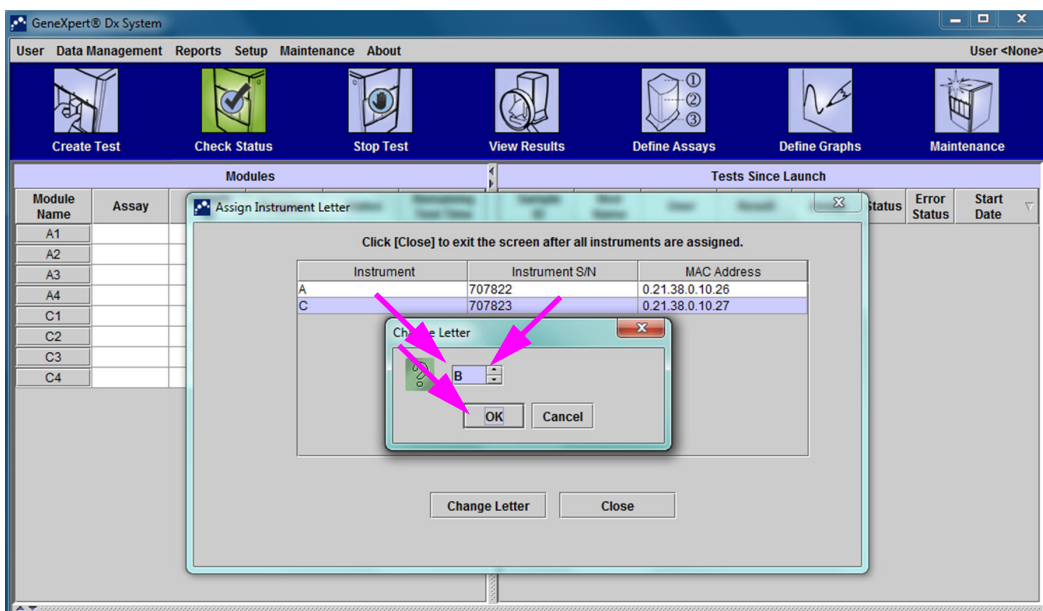 GeneXpert® Dx System
User Data Management Reports Setup Maintenance About User <None>
Create Test Check Status Stop Test View Results Define Assays Define Graphs Maintenance
Modules Tests Since Launch
Module Name Assay Status Error Status Start Date
Assign Instrument Letter
Click [Close] to exit the screen after all instruments are assigned.
Instrument Instrument S/N MAC Address
A 707822 0.21.38.0.10.26
C 707823 0.21.38.0.10.27
Change Letter
B
OK Cancel
Change Letter Close
A1
A2
A3
A4
C1
C2
C3
C4